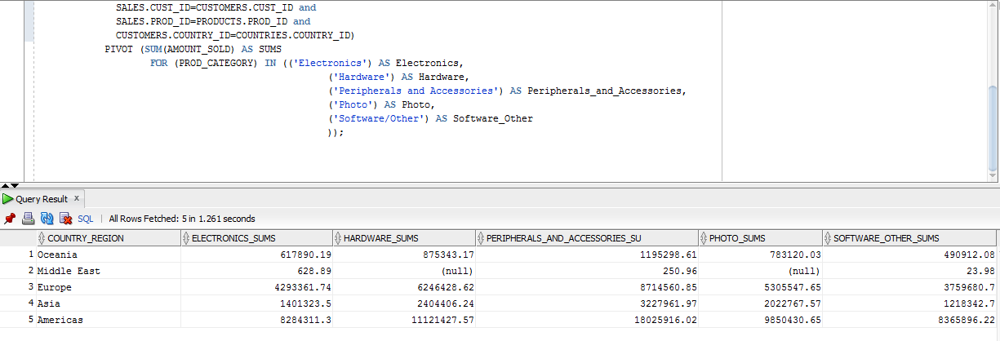 SALES.CUST_ID=CUSTOMERS.CUST_ID and
SALES.PROD_ID=PRODUCTS.PROD_ID and
CUSTOMERS.COUNTRY_ID=COUNTRIES.COUNTRY_ID)
PIVOT (SUM(AMOUNT_SOLD) AS SUMS
FOR (PROD_CATEGORY) IN (('Electronics') AS Electronics,
('Hardware') AS Hardware,
('Peripherals and Accessories') AS Peripherals_and_Accessories,
('Photo') AS Photo,
('Software/Other') AS Software_Other
));
Query Result x
SQL | All Rows Fetched: 5 in 1.261 seconds
COUNTRY_REGION ELECTRONICS_SUMS HARDWARE_SUMS PERIPHERALS_AND_ACCESSORIES_SU PHOTO_SUMS SOFTWARE_OTHER_SUMS
1 Oceania 617890.19 875343.17 1195298.61 783120.03 490912.08
2 Middle East 628.89 (null) 250.96 (null) 23.98
3 Europe 4293361.74 6246428.62 8714560.85 5305547.65 3759680.7
4 Asia 1401323.5 2404406.24 3227961.97 2022767.57 1218342.7
5 Americas 8284311.3 11121427.57 18025916.02 9850430.65 8365896.22